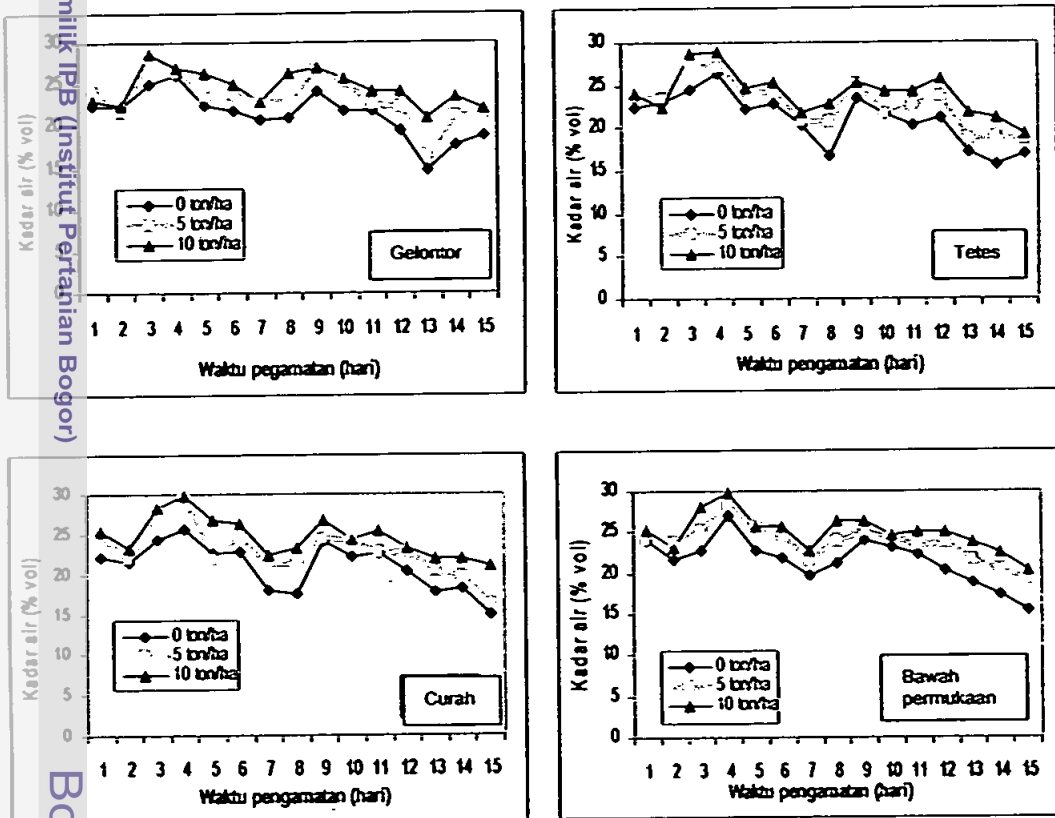 milik IPB (Institut Pertanian Bogor)
Bo
Kadar air (% vol)
30
25
20
15
10
5
0
0 ton/ha
5 ton/ha
10 ton/ha
Gelontor
1 2 3 4 5 6 7 8 9 10 11 12 13 14 15
Waktu pegamatan (hari)
Kadar air (% vol)
30
25
20
15
10
5
0
0 ton/ha
5 ton/ha
10 ton/ha
Tetes
1 2 3 4 5 6 7 8 9 10 11 12 13 14 15
Waktu pengamatan (hari)
Kadar air (% vol)
30
25
20
15
10
5
0
0 ton/ha
5 ton/ha
10 ton/ha
Curah
1 2 3 4 5 6 7 8 9 10 11 12 13 14 15
Waktu pengamatan (hari)
Kadar air (% vol)
30
25
20
15
10
5
0
0 ton/ha
5 ton/ha
10 ton/ha
Bawah
permukaan
1 2 3 4 5 6 7 8 9 10 11 12 13 14 15
Waktu pengamatan (hari)